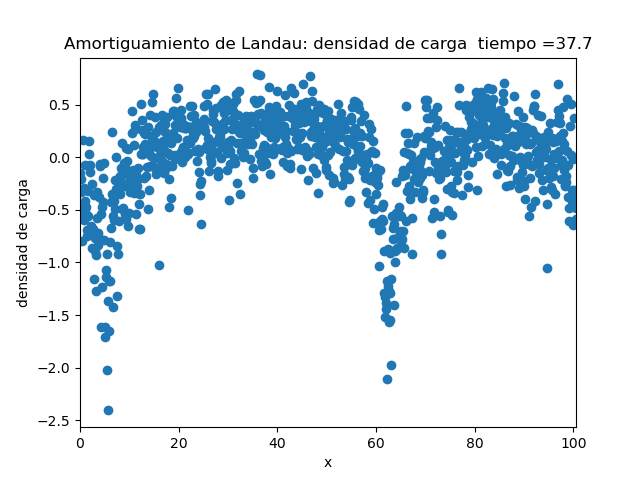 Amortiguamiento de Landau: densidad de carga  tiempo =37.7
densidad de carga
0.5
0.0
−0.5
−1.0
−1.5
−2.0
−2.5
0 20 40 60 80 100
x